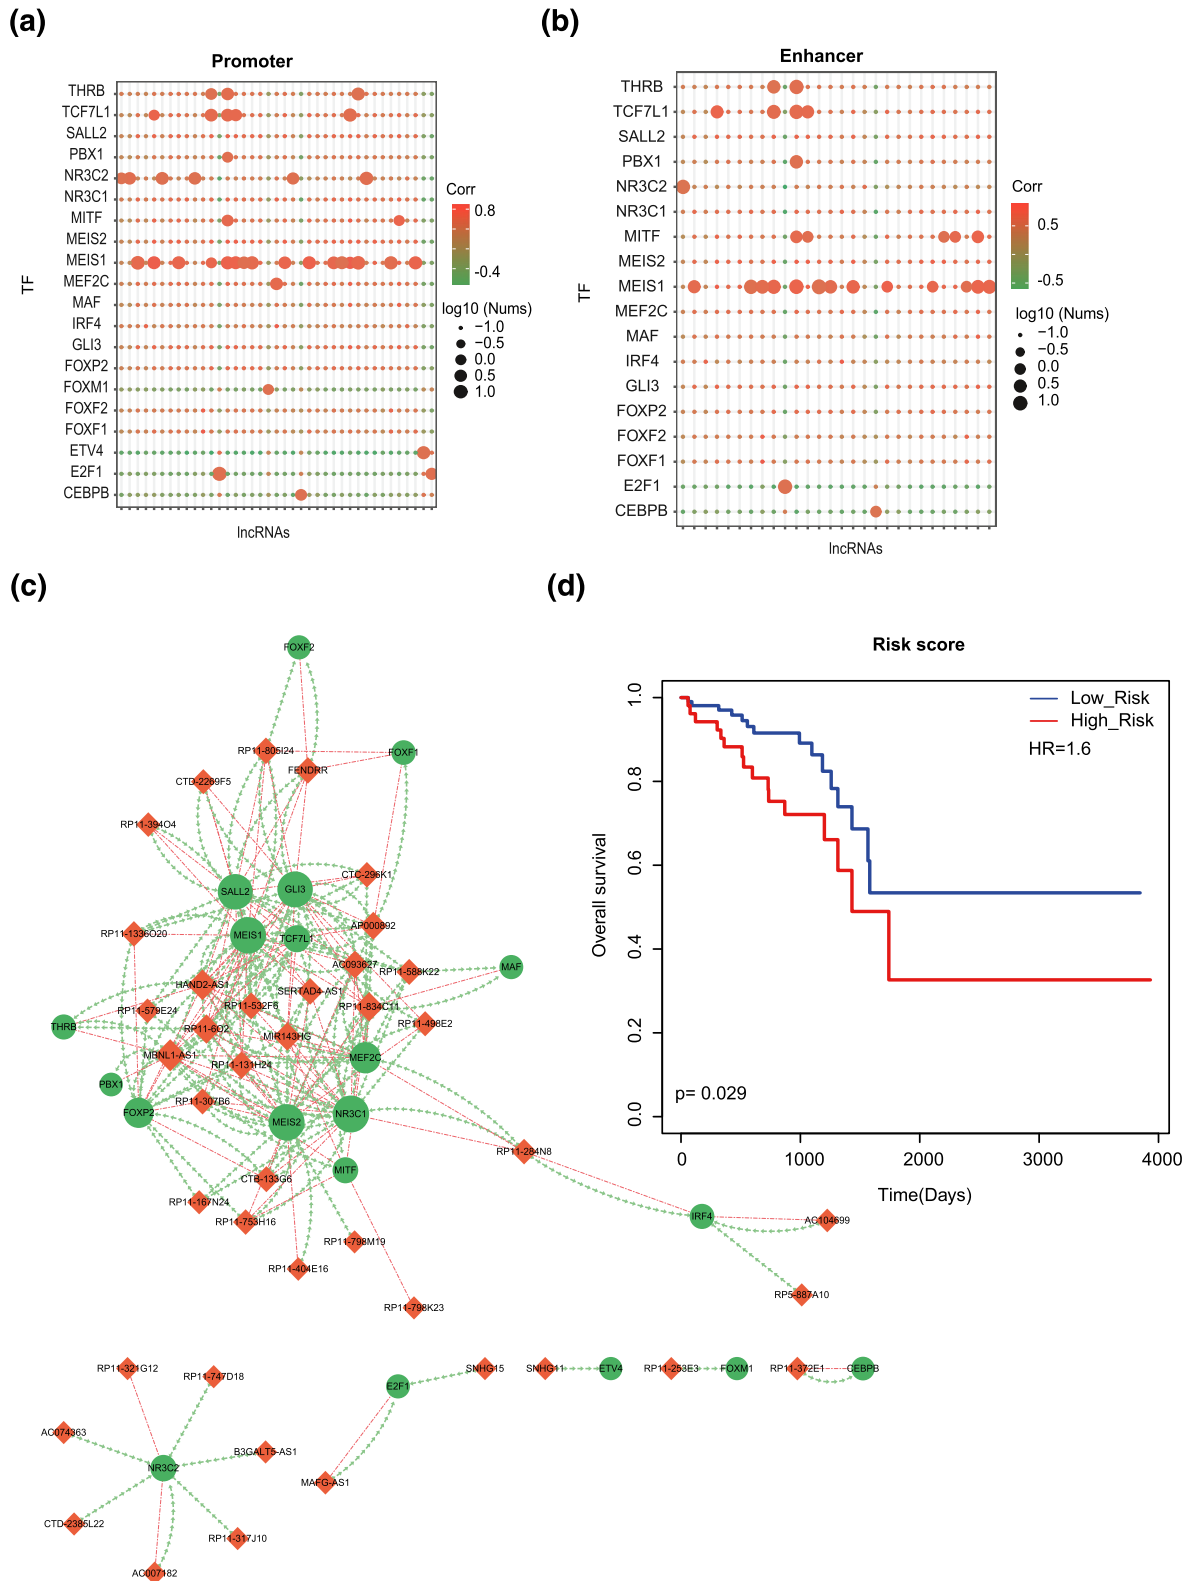 (a)
Promoter
THRB
TCF7L1
SALL2
PBX1
NR3C2
NR3C1
MITF
MEIS2
MEIS1
MEF2C
MAF
IRF4
GLI3
FOXP2
FOXM1
FOXF2
FOXF1
ETV4
E2F1
CEBPB
TF
lncRNAs
Corr
0.8
-0.4
log10 (Nums)
−1.0
−0.5
0.0
0.5
1.0
(b)
Enhancer
THRB
TCF7L1
SALL2
PBX1
NR3C2
NR3C1
MITF
MEIS2
MEIS1
MEF2C
MAF
IRF4
GLI3
FOXP2
FOXF2
FOXF1
E2F1
CEBPB
TF
lncRNAs
Corr
0.5
-0.5
log10 (Nums)
−1.0
−0.5
0.0
0.5
1.0
(c)
FOXF2
RP11-805I24
FOXF1
FENDRR
CTD-2269F5
RP11-394O4
CTC-296K1
SALL2
GLI3
AP000892
RP11-1336O20
MEIS1
TCF7L1
AC093627
RP11-588K22
MAF
HAND2-AS1
SERTAD4-AS1
RP11-579E24
RP11-532F6
RP11-834C11
THRB
RP11-6O2
MIR143HG
RP11-498E2
MBNL1-AS1
RP11-131H24
MEF2C
PBX1
RP11-307B6
FOXP2
MEIS2
NR3C1
RP11-284N8
MITF
CTB-133G6
RP11-167N24
RP11-753H16
IRF4
AC104699
RP11-798M19
RP11-404E16
RP5-887A10
RP11-798K23
RP11-321G12
RP11-747D18
SNHG15
SNHG11
ETV4
RP11-253E3
FOXM1
RP11-372E1
CEBPB
E2F1
AC074363
B3GALT5-AS1
NR3C2
MAFG-AS1
CTD-2385L22
RP11-317J10
AC007182
(d)
Risk score
Low_Risk
High_Risk
HR=1.6
p= 0.029
Overall survival
1.0
0.8
0.6
0.4
0.2
0.0
0
1000
2000
3000
4000
Time(Days)